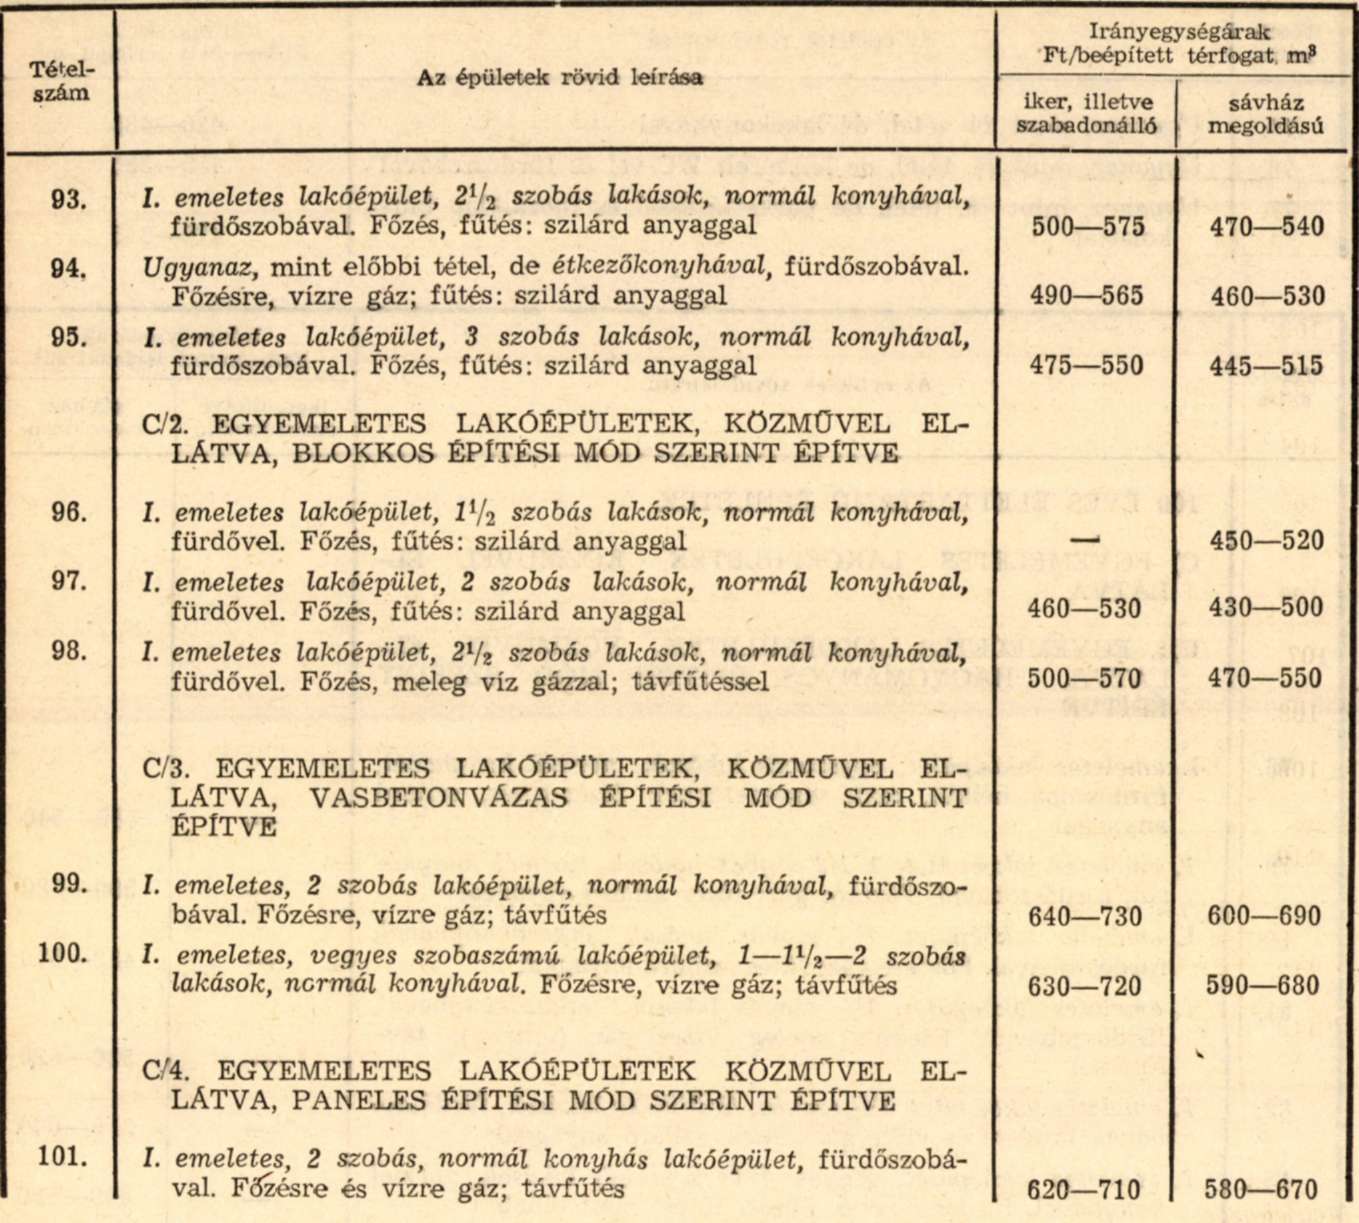 Tétel-
szám
Az épületek rövid leírása
Irányegységárak
Ft/beépített térfogat m³
iker, illetve
szabadonálló
sávház
megoldású
93. I. emeletes lakóépület, 2¹/₂ szobás lakások, normál konyhával,
fürdőszobával. Főzés, fűtés: szilárd anyaggal 500—575 470—540
94. Ugyanaz, mint előbbi tétel, de étkezőkonyhával, fürdőszobával.
Főzésre, vízre gáz; fűtés: szilárd anyaggal 490—565 460—530
95. I. emeletes lakóépület, 3 szobás lakások, normál konyhával,
fürdőszobával. Főzés, fűtés: szilárd anyaggal 475—550 445—515
C/2. EGYEMELETES LAKÓÉPÜLETEK, KÖZMŰVEL EL-
LÁTVA, BLOKKOS ÉPÍTÉSI MÓD SZERINT ÉPÍTVE
96. I. emeletes lakóépület, 1¹/₂ szobás lakások, normál konyhával,
fürdővel. Főzés, fűtés: szilárd anyaggal — 450—520
97. I. emeletes lakóépület, 2 szobás lakások, normál konyhával,
fürdővel. Főzés, fűtés: szilárd anyaggal 460—530 430—500
98. I. emeletes lakóépület, 2¹/₂ szobás lakások, normál konyhával,
fürdővel. Főzés, meleg víz gázzal; távfűtéssel 500—570 470—550
C/3. EGYEMELETES LAKÓÉPÜLETEK, KÖZMŰVEL EL-
LÁTVA, VASBETONVÁZAS ÉPÍTÉSI MÓD SZERINT
ÉPÍTVE
99. I. emeletes, 2 szobás lakóépület, normál konyhával, fürdőszo-
bával. Főzésre, vízre gáz; távfűtés 640—730 600—690
100. I. emeletes, vegyes szobaszámú lakóépület, 1—1¹/₂—2 szobás
lakások, normál konyhával. Főzésre, vízre gáz; távfűtés 630—720 590—680
C/4. EGYEMELETES LAKÓÉPÜLETEK KÖZMŰVEL EL-
LÁTVA, PANELES ÉPÍTÉSI MÓD SZERINT ÉPÍTVE
101. I. emeletes, 2 szobás, normál konyhás lakóépület, fürdőszobá-
val. Főzésre és vízre gáz; távfűtés 620—710 580—670